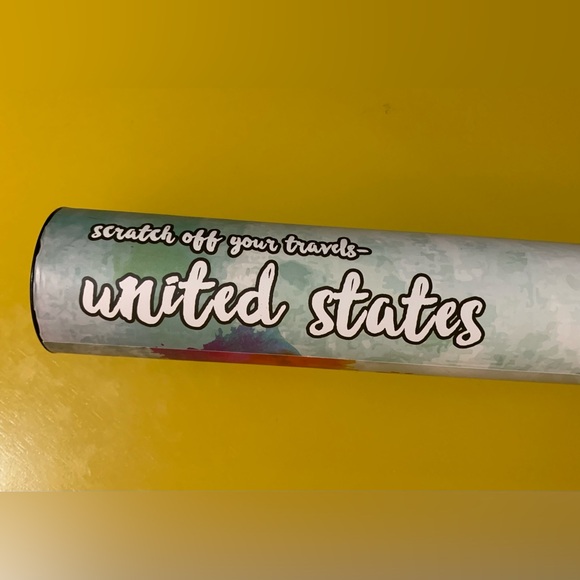 scratch off your travels-
united states